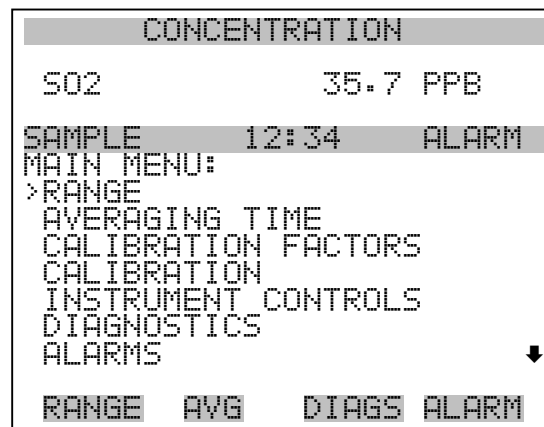 CONCENTRATION
SO2 35.7 PPB
SAMPLE 12:34 ALARM
MAIN MENU:
>RANGE
AVERAGING TIME
CALIBRATION FACTORS
CALIBRATION
INSTRUMENT CONTROLS
DIAGNOSTICS
ALARMS
RANGE AVG DIAGS ALARM